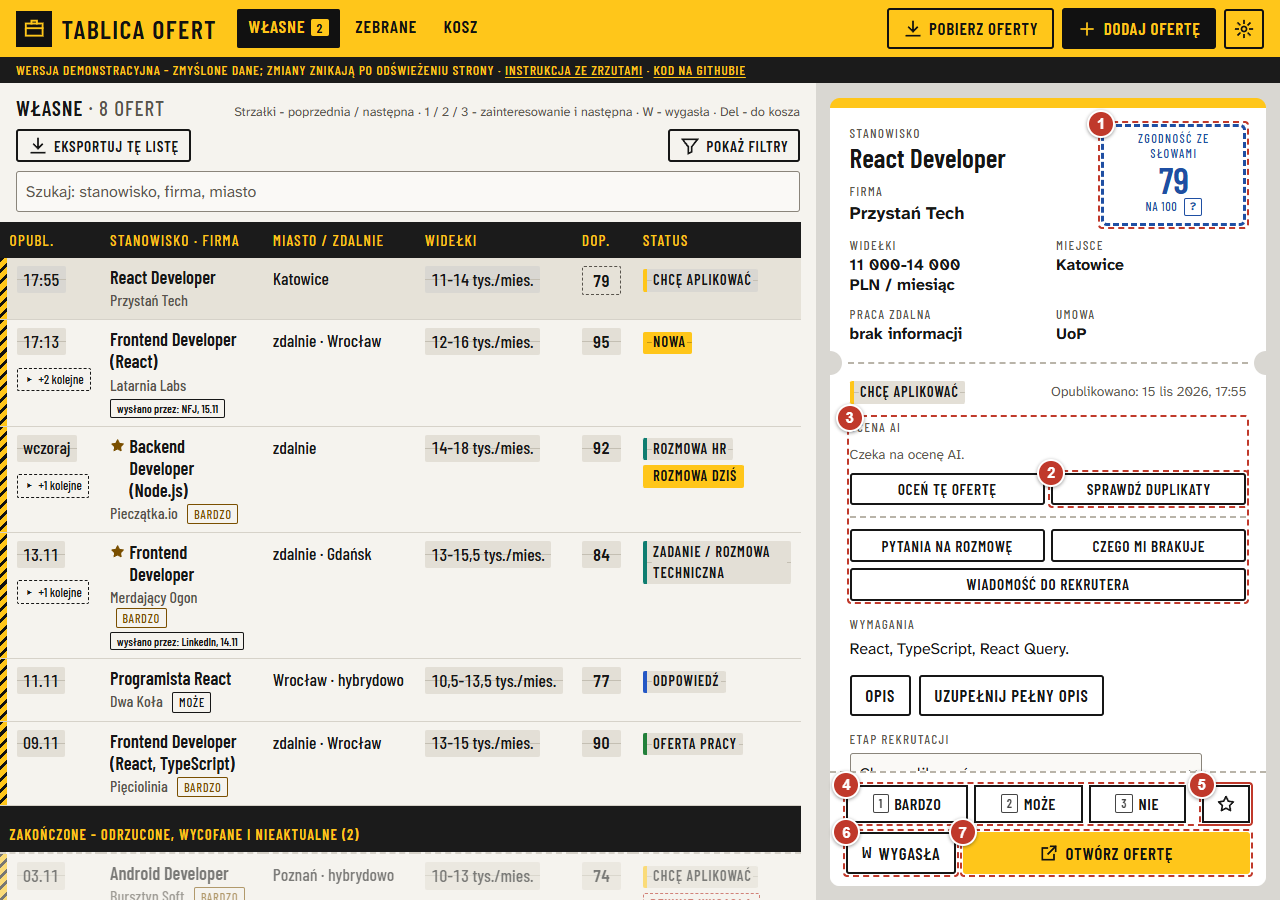 TABLICA OFERT
WŁASNE 2
ZEBRANE
KOSZ
POBIERZ OFERTY
DODAJ OFERTĘ
WERSJA DEMONSTRACYJNA - ZMYŚLONE DANE; ZMIANY ZNIKAJĄ PO ODŚWIEŻENIU STRONY · INSTRUKCJA ZE ZRZUTAMI · KOD NA GITHUBIE
WŁASNE · 8 OFERT
Strzałki - poprzednia / następna · 1 / 2 / 3 - zainteresowanie i następna · W - wygasła · Del - do kosza
EKSPORTUJ TĘ LISTĘ
POKAŻ FILTRY
Szukaj: stanowisko, firma, miasto
OPUBL. STANOWISKO · FIRMA MIASTO / ZDALNIE WIDEŁKI DOP. STATUS
17:55 React Developer Katowice 11-14 tys./mies. 79 CHCĘ APLIKOWAĆ
Przystań Tech
17:13 Frontend Developer zdalnie · Wrocław 12-16 tys./mies. 95 NOWA
(React)
+2 kolejne
Latarnia Labs
wysłano przez: NFJ, 15.11
wczoraj Backend zdalnie 14-18 tys./mies. 92 ROZMOWA HR
Developer ROZMOWA DZIŚ
+1 kolejne (Node.js)
Pieczątka.io BARDZO
13.11 Frontend zdalnie · Gdańsk 13-15,5 tys./mies. 84 ZADANIE / ROZMOWA
Developer TECHNICZNA
+1 kolejne Merdający Ogon
BARDZO
wysłano przez: LinkedIn, 14.11
11.11 Programista React Wrocław · hybrydowo 10,5-13,5 tys./mies. 77 ODPOWIEDŹ
Dwa Koła MOŻE
09.11 Frontend Developer zdalnie · Wrocław 13-15 tys./mies. 90 OFERTA PRACY
(React, TypeScript)
Pięciolinia BARDZO
ZAKOŃCZONE - ODRZUCONE, WYCOFANE I NIEAKTUALNE (2)
03.11 Android Developer Poznań · hybrydowo 10-13 tys./mies. 74 CHCĘ APLIKOWAĆ
Bursztyn Soft BARDZO
STANOWISKO
React Developer
FIRMA
Przystań Tech
1
ZGODNOŚĆ ZE
SŁOWAMI
79
NA 100 ?
WIDEŁKI MIEJSCE
11 000-14 000 Katowice
PLN / miesiąc
PRACA ZDALNA UMOWA
brak informacji UoP
CHCĘ APLIKOWAĆ Opublikowano: 15 lis 2026, 17:55
3
OCENA AI
Czeka na ocenę AI.
2
OCEŃ TĘ OFERTĘ SPRAWDŹ DUPLIKATY
PYTANIA NA ROZMOWĘ CZEGO MI BRAKUJE
WIADOMOŚĆ DO REKRUTERA
WYMAGANIA
React, TypeScript, React Query.
OPIS UZUPEŁNIJ PEŁNY OPIS
ETAP REKRUTACJI
4 5
1 BARDZO 2 MOŻE 3 NIE
6 7
W WYGASŁA OTWÓRZ OFERTĘ